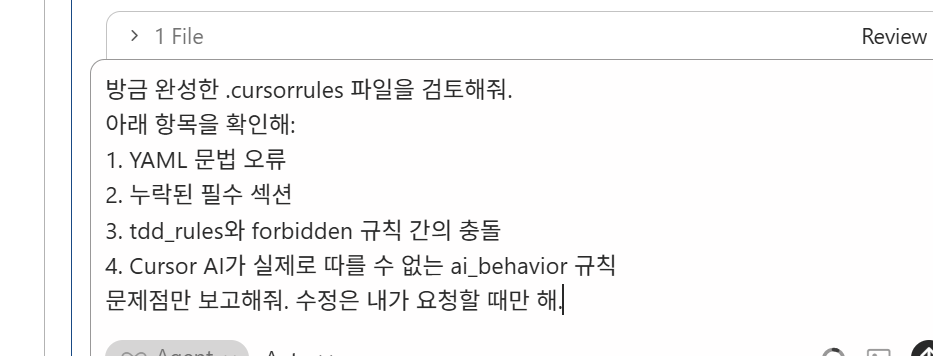 1 File
Review
방금 완성한 .cursorrules 파일을 검토해줘.
아래 항목을 확인해:
1. YAML 문법 오류
2. 누락된 필수 섹션
3. tdd_rules와 forbidden 규칙 간의 충돌
4. Cursor AI가 실제로 따를 수 없는 ai_behavior 규칙
문제점만 보고해줘. 수정은 내가 요청할 때만 해.
Agent